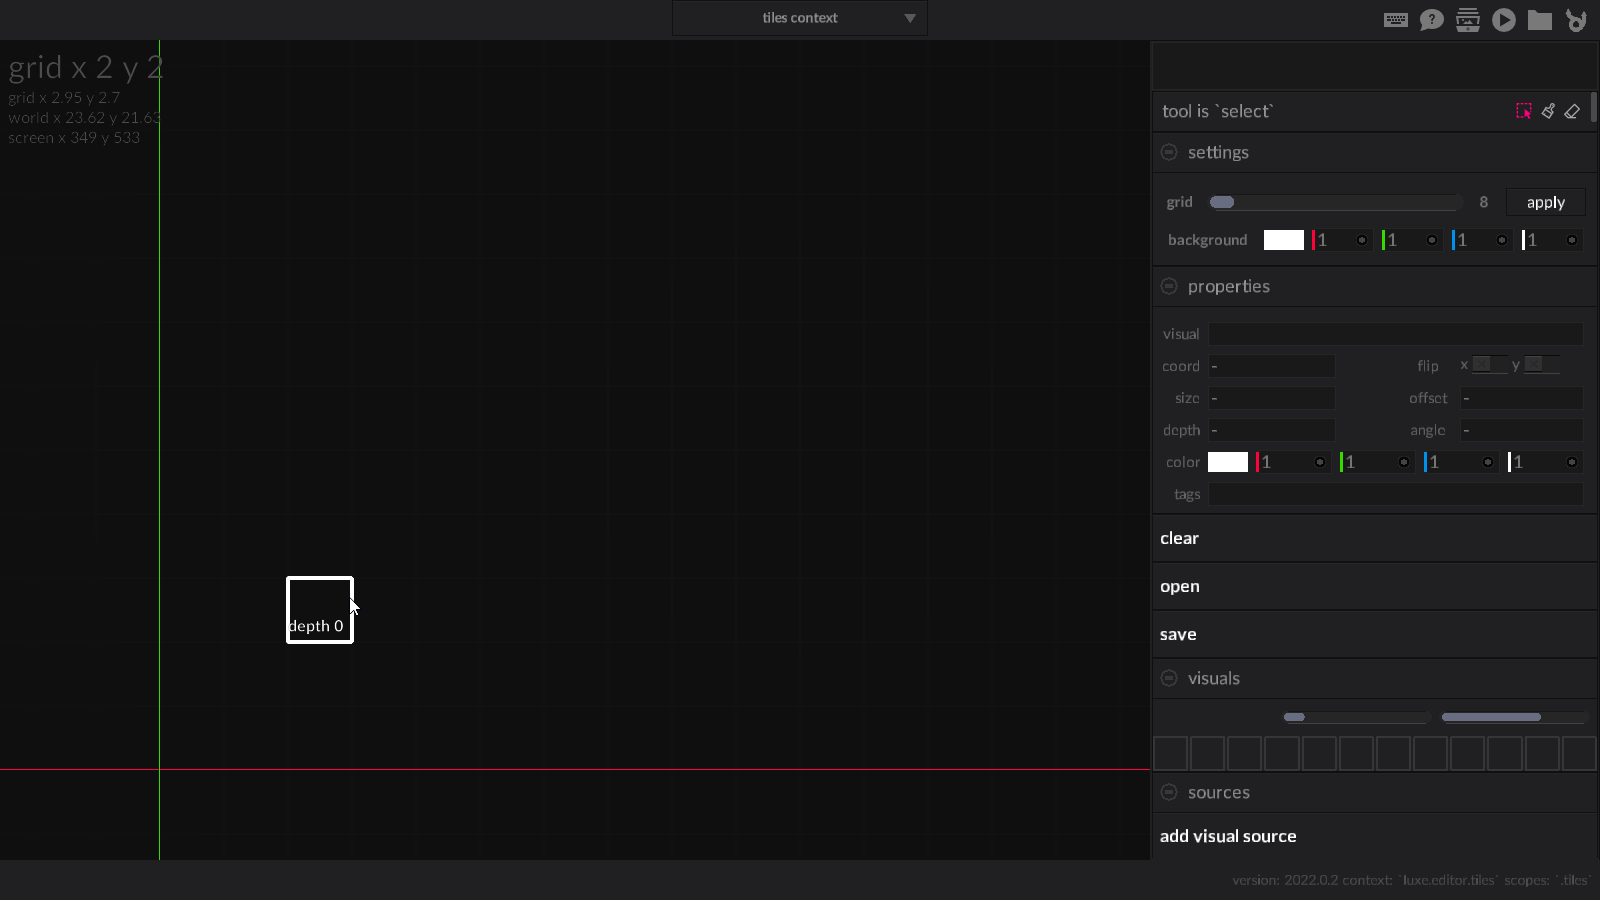 tiles context
grid x 2 y 2
grid x 2.95 y 2.7
world x 23.62 y 21.63
screen x 349 y 533
depth 0
tool is `select`
settings
grid 8 apply
background 1 1 1 1
properties
visual
coord - flip x y
size - offset -
depth - angle -
color 1 1 1 1
tags
clear
open
save
visuals
sources
add visual source
version: 2022.0.2 context: `luxe.editor.tiles` scopes: `.tiles`